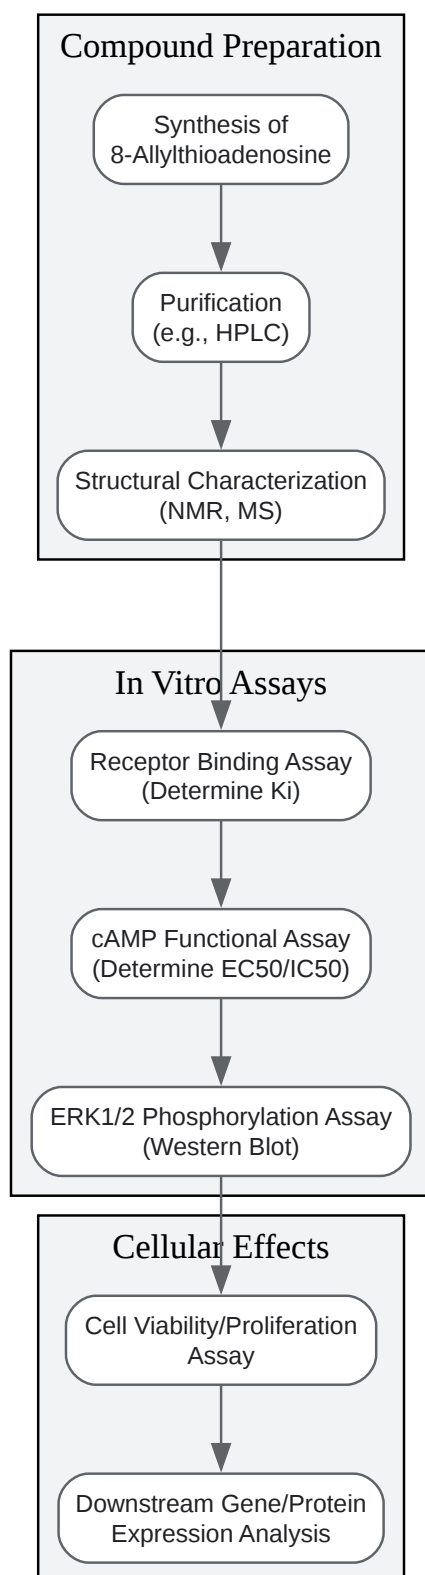 Compound Preparation
Synthesis of
8-Allylthioadenosine
Purification
(e.g., HPLC)
Structural Characterization
(NMR, MS)
In Vitro Assays
Receptor Binding Assay
(Determine Ki)
cAMP Functional Assay
(Determine EC50/IC50)
ERK1/2 Phosphorylation Assay
(Western Blot)
Cellular Effects
Cell Viability/Proliferation
Assay
Downstream Gene/Protein
Expression Analysis